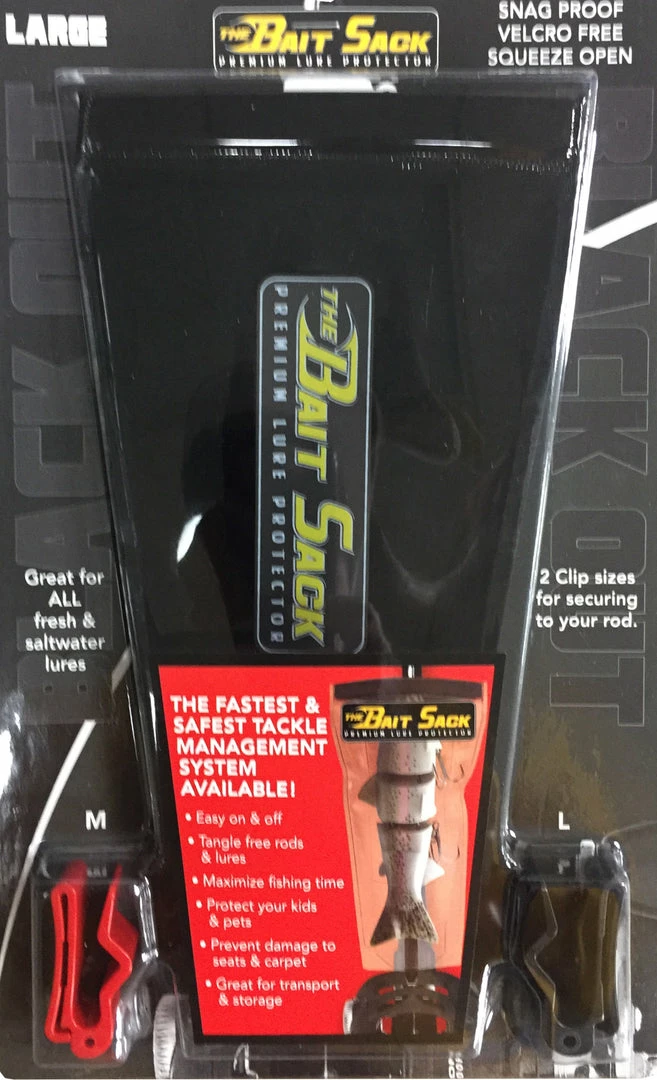 LARGE
THE BAIT SACK
PREMIUM LURE PROTECTOR
SNAG PROOF
VELCRO FREE
SQUEEZE OPEN
BLACK OUT
BLACK OUT
THE BAIT SACK
PREMIUM LURE PROTECTOR
Great for
ALL
fresh &
saltwater
lures
2 Clip sizes
for securing
to your rod.
THE FASTEST &
SAFEST TACKLE
MANAGEMENT
SYSTEM
AVAILABLE!
• Easy on & off
• Tangle free rods
& lures
• Maximize fishing time
• Protect your kids
& pets
• Prevent damage to
seats & carpet
• Great for transport
& storage
THE BAIT SACK
PREMIUM LURE PROTECTOR
M
L